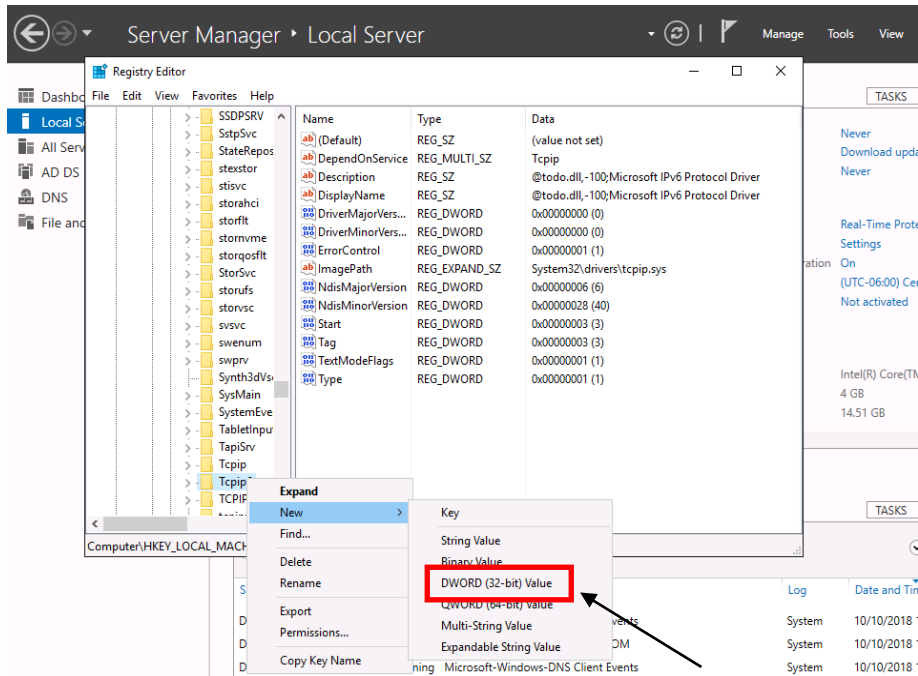 Server Manager ‣ Local Server
Manage Tools View
Registry Editor
File Edit View Favorites Help
Dashbo
Local S
All Serv
AD DS
DNS
File and
SSDPSRV
SstpSvc
StateRepos
stexstor
stisvc
storahci
storflt
stornvme
storqosflt
StorSvc
storufs
storvsc
svsvc
swenum
swprv
Synth3dVs
SysMain
SystemEve
TabletInpu
TapiSrv
Tcpip
Tcpip
TCPIP
Name Type Data
(Default) REG_SZ (value not set)
DependOnService REG_MULTI_SZ Tcpip
Description REG_SZ @todo.dll,-100;Microsoft IPv6 Protocol Driver
DisplayName REG_SZ @todo.dll,-100;Microsoft IPv6 Protocol Driver
DriverMajorVers... REG_DWORD 0x00000000 (0)
DriverMinorVers... REG_DWORD 0x00000000 (0)
ErrorControl REG_DWORD 0x00000001 (1)
ImagePath REG_EXPAND_SZ System32\drivers\tcpip.sys
NdisMajorVersion REG_DWORD 0x00000006 (6)
NdisMinorVersion REG_DWORD 0x00000028 (40)
Start REG_DWORD 0x00000003 (3)
Tag REG_DWORD 0x00000003 (3)
TextModeFlags REG_DWORD 0x00000001 (1)
Type REG_DWORD 0x00000001 (1)
TASKS
Never
Download upda
Never
Real-Time Prote
Settings
ration On
(UTC-06:00) Cer
Not activated
Intel(R) Core(TM
4 GB
14.51 GB
TASKS
Computer\HKEY_LOCAL_MACH
Expand
New
Find...
Delete
Rename
Export
Permissions...
Copy Key Name
Key
String Value
Binary Value
DWORD (32-bit) Value
QWORD (64-bit) Value
Multi-String Value
Expandable String Value
S Log Date and Tim
D vents System 10/10/2018 1
D OM System 10/10/2018 1
D ning Microsoft-Windows-DNS Client Events System 10/10/2018 1